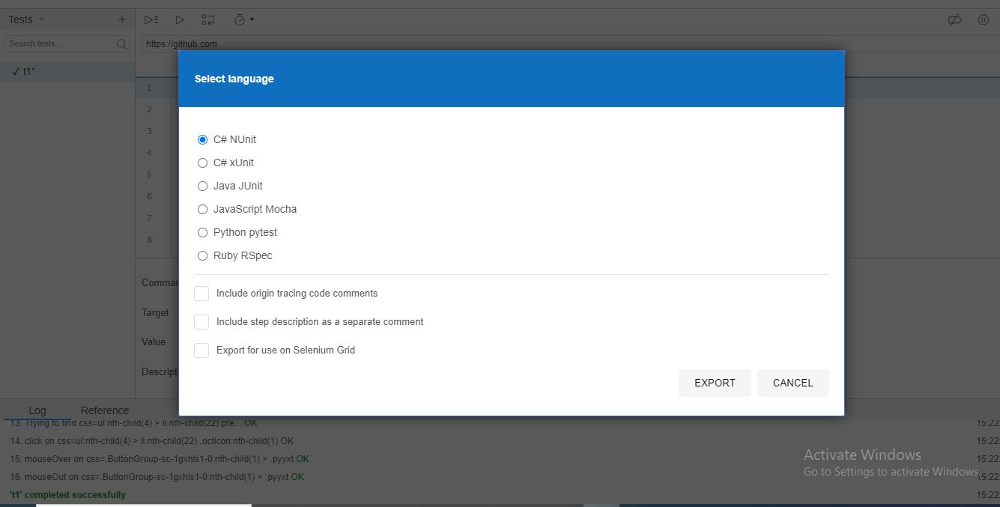 Tests
Search tests...
https://github.com
✓ t1*
Select language
1
2
3
4
5
6
7
8
C# NUnit
C# xUnit
Java JUnit
JavaScript Mocha
Python pytest
Ruby RSpec
Include origin tracing code comments
Include step description as a separate comment
Export for use on Selenium Grid
EXPORT CANCEL
Comman
Target
Value
Descript
Log Reference
13. Trying to find css=ul:nth-child(4) > li:nth-child(22) pre... OK 15:22
14. click on css=ul:nth-child(4) > li:nth-child(22) .octicon:nth-child(1) OK 15:22
15. mouseOver on css=.ButtonGroup-sc-1gxhls1-0:nth-child(1) > .pyyxt OK 15:22
16. mouseOut on css=.ButtonGroup-sc-1gxhls1-0:nth-child(1) > .pyyxt OK 15:22
't1' completed successfully 15:22
Activate Windows
Go to Settings to activate Windows.